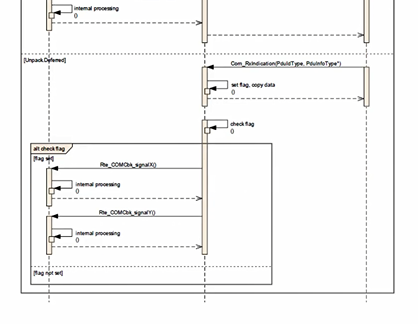 internal processing
()
[Unpack.Deferred]
Com_RxIndication(PduIdType, PduInfoType*)
set flag, copy data
()
check flag
()
alt check flag
[flag set]
Rte_COMCbk_signalX()
internal processing
()
Rte_COMCbk_signalY()
internal processing
()
[flag not set]